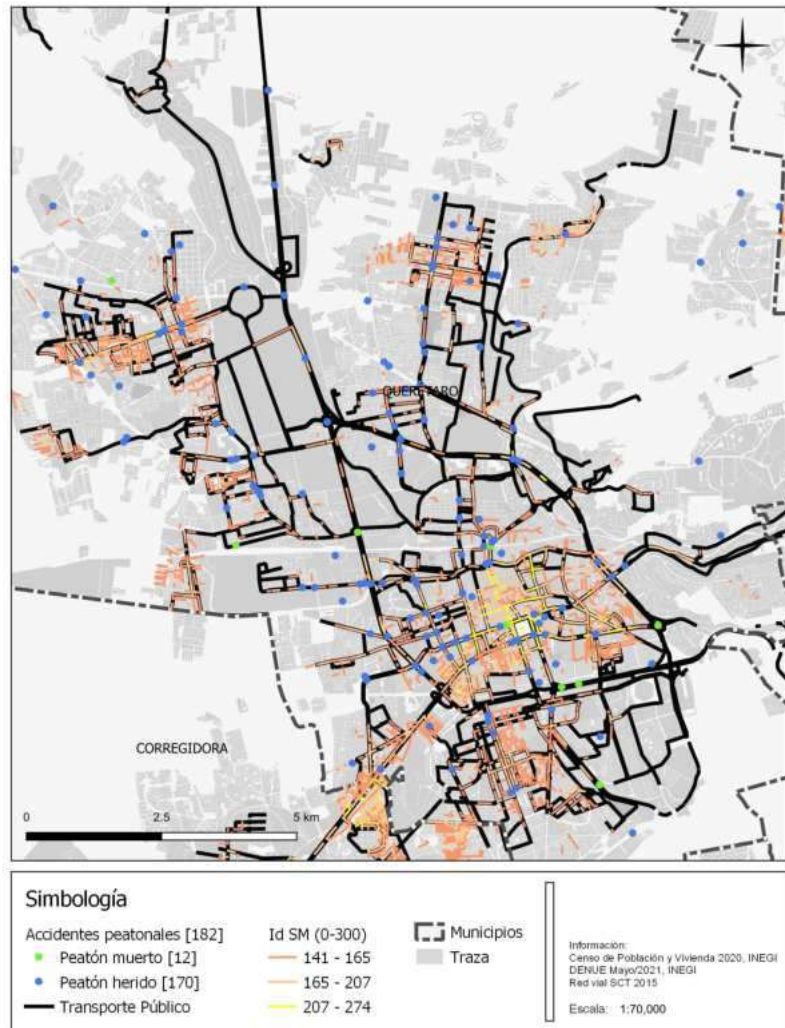 QUERETARO
CORREGIDORA
0 2.5 5 km
Simbología
Accidentes peatonales [182]
Peatón muerto [12]
Peatón herido [170]
Transporte Público
Id SM (0-300)
141 - 165
165 - 207
207 - 274
Municipios
Traza
Información:
Censo de Población y Vivienda 2020, INEGI
DENUE Mayo/2021, INEGI
Red vial SCT 2015
Escala: 1:70,000